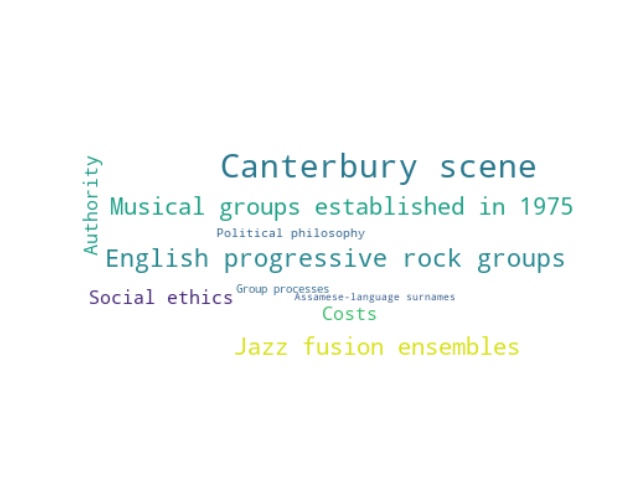 Canterbury scene
Authority
Musical groups established in 1975
Political philosophy
English progressive rock groups
Group processes
Social ethics
Assamese-language surnames
Costs
Jazz fusion ensembles